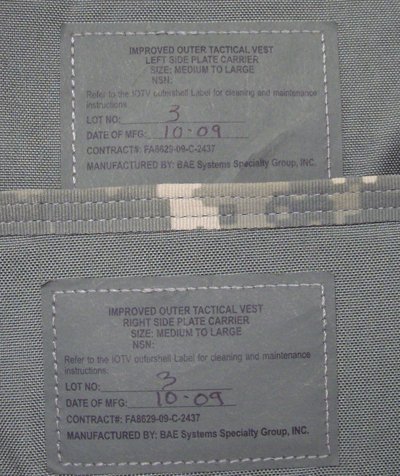 IMPROVED OUTER TACTICAL VEST
LEFT SIDE PLATE CARRIER
SIZE: MEDIUM TO LARGE
NSN:
Refer to the IOTV outershell Label for cleaning and maintenance
instructions.
LOT NO: 3
DATE OF MFG: 10-09
CONTRACT#: FA8629-09-C-2437
MANUFACTURED BY: BAE Systems Specialty Group, INC.
IMPROVED OUTER TACTICAL VEST
RIGHT SIDE PLATE CARRIER
SIZE: MEDIUM TO LARGE
NSN:
Refer to the IOTV outershell Label for cleaning and maintenance
instructions.
LOT NO: 3
DATE OF MFG: 10-09
CONTRACT#: FA8629-09-C-2437
MANUFACTURED BY: BAE Systems Specialty Group, INC.